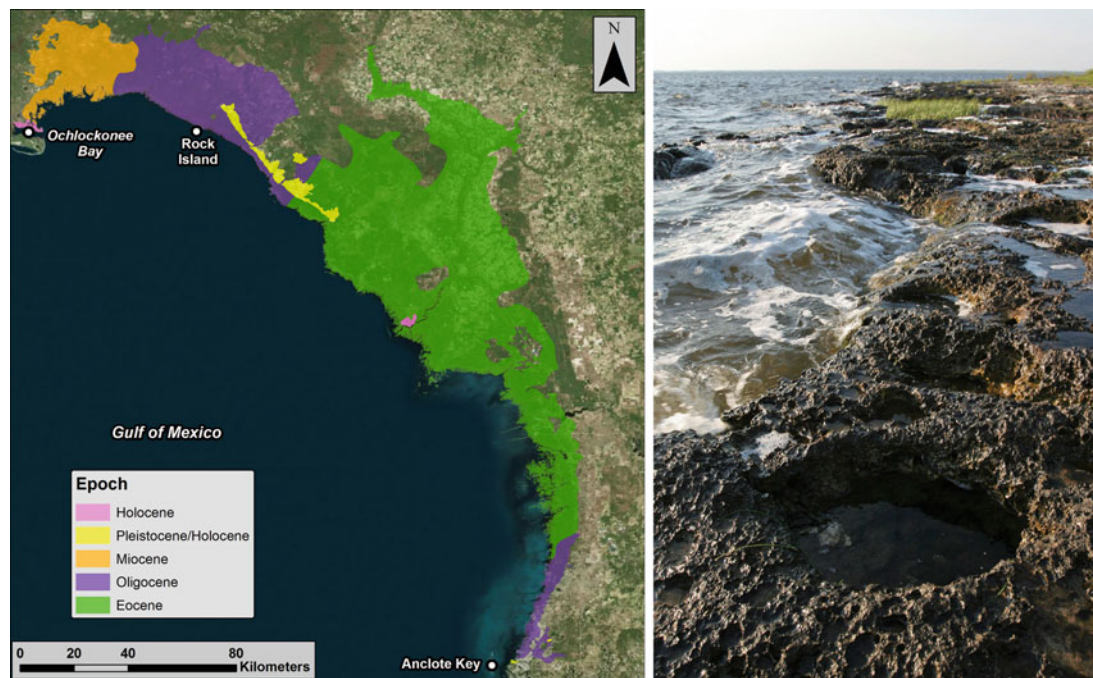 N
Ochlockonee
Bay
Rock
Island
Gulf of Mexico
Epoch
Holocene
Pleistocene/Holocene
Miocene
Oligocene
Eocene
0 20 40 80
Kilometers
Anclote Key